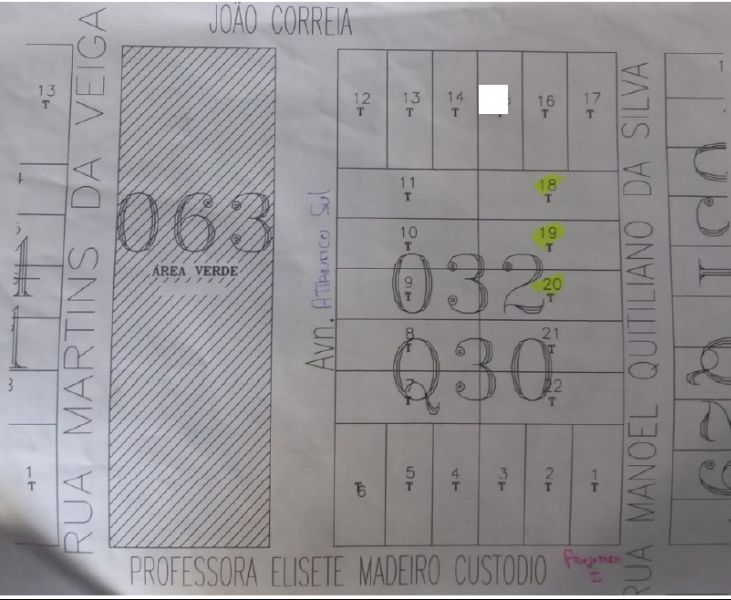 JOÃO CORREIA
RUA MARTINS DA VEIGA
13
T
1
T
063
ÁREA VERDE
Avn. ATLANTICO Sul
12
T
13
T
14
T
16
T
17
T
11
T
18
T
10
T
19
T
9
T
20
T
032
8
T
21
T
Q30
7
T
22
T
6
T
5
T
4
T
3
T
2
T
1
T
RUA MANOEL QUITILIANO DA SILVA
PROFESSORA ELISETE MADEIRO CUSTODIO